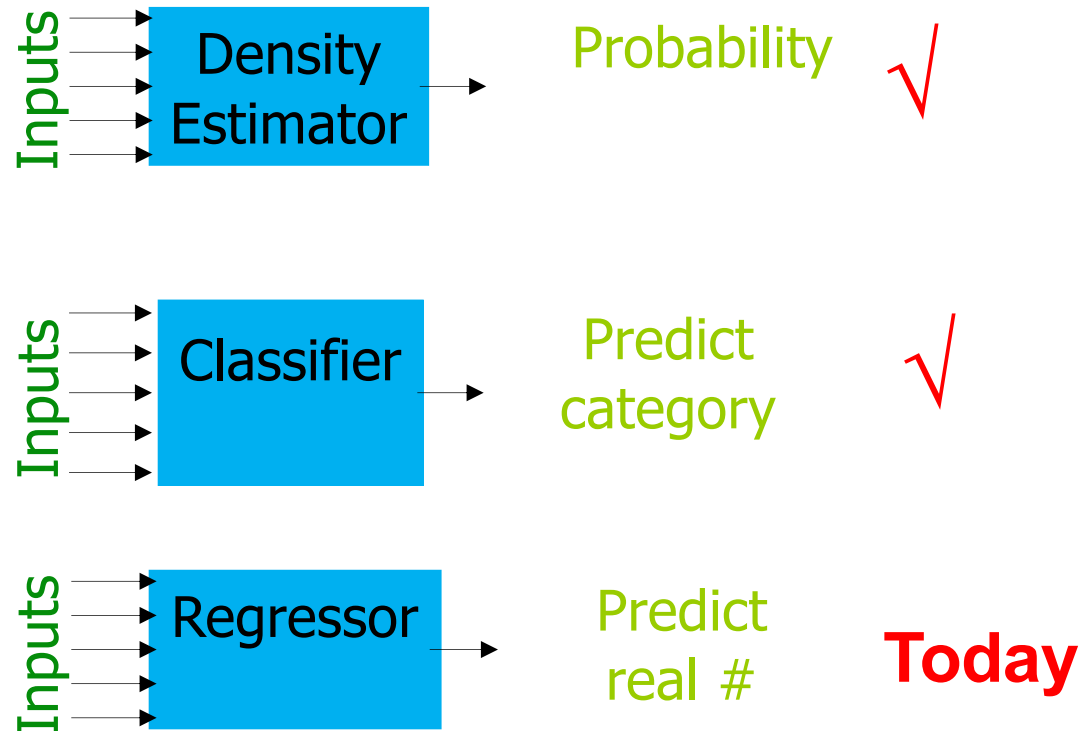 Inputs
Density
Estimator
Probability
√
Inputs
Classifier
Predict
category
√
Inputs
Regressor
Predict
real #
Today